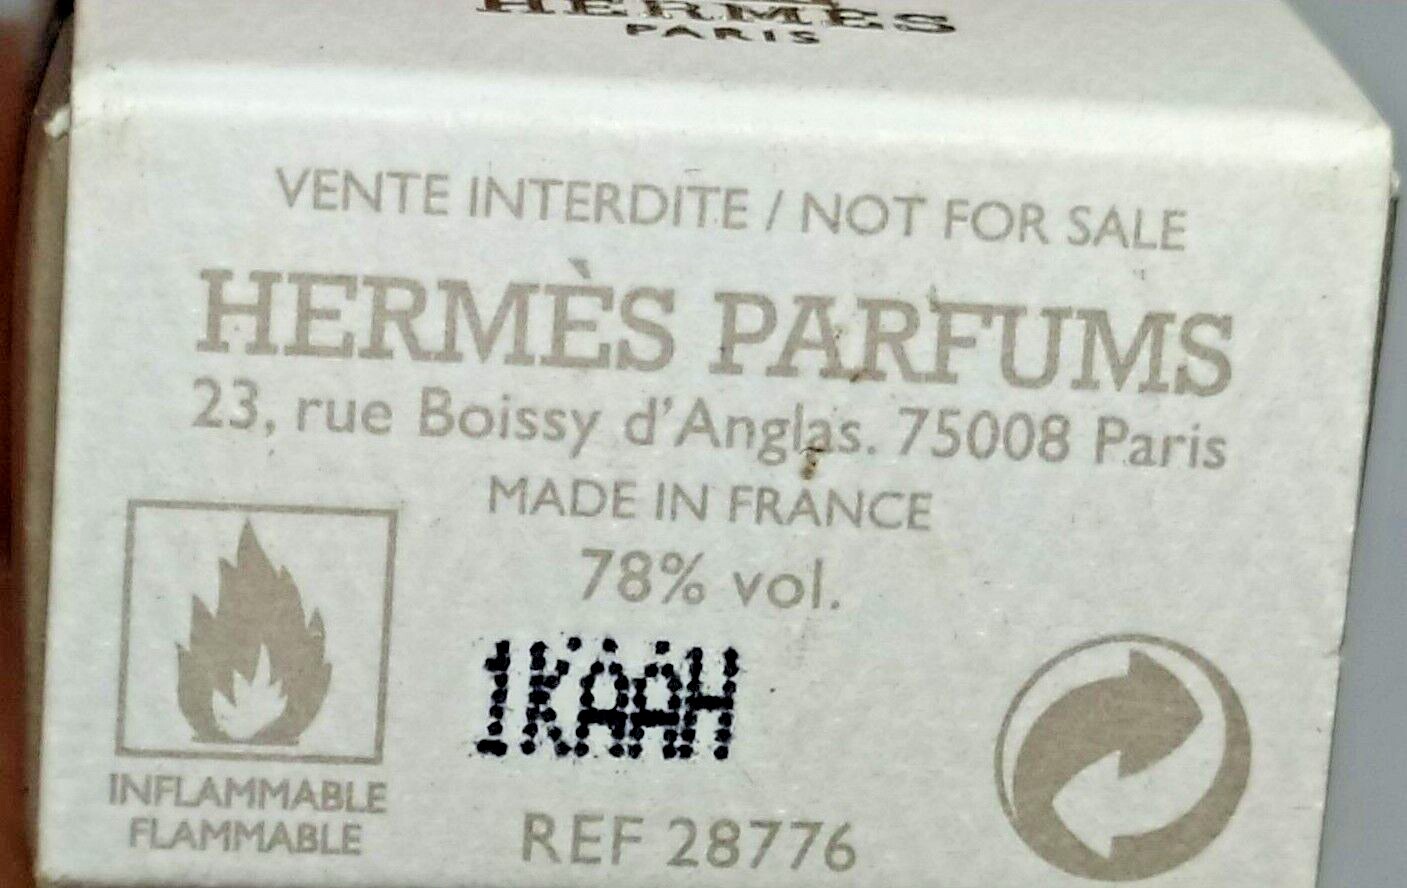 HERMÈS
PARIS
VENTE INTERDITE / NOT FOR SALE
HERMÈS PARFUMS
23, rue Boissy d'Anglas. 75008 Paris
MADE IN FRANCE
78% vol.
1KAAH
INFLAMMABLE
FLAMMABLE
REF 28776